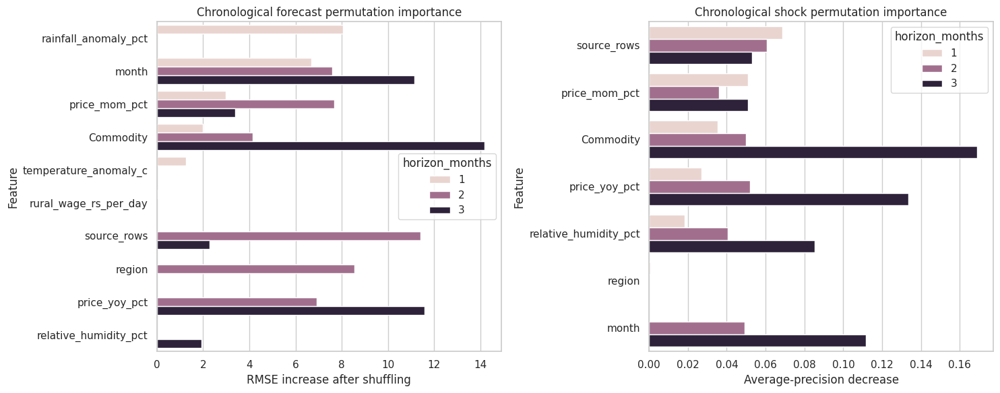 Chronological forecast permutation importance
Feature
rainfall_anomaly_pct
month
price_mom_pct
Commodity
temperature_anomaly_c
rural_wage_rs_per_day
source_rows
region
price_yoy_pct
relative_humidity_pct
horizon_months
1
2
3
0 2 4 6 8 10 12 14
RMSE increase after shuffling
Chronological shock permutation importance
Feature
source_rows
price_mom_pct
Commodity
price_yoy_pct
relative_humidity_pct
region
month
horizon_months
1
2
3
0.00 0.02 0.04 0.06 0.08 0.10 0.12 0.14 0.16
Average-precision decrease